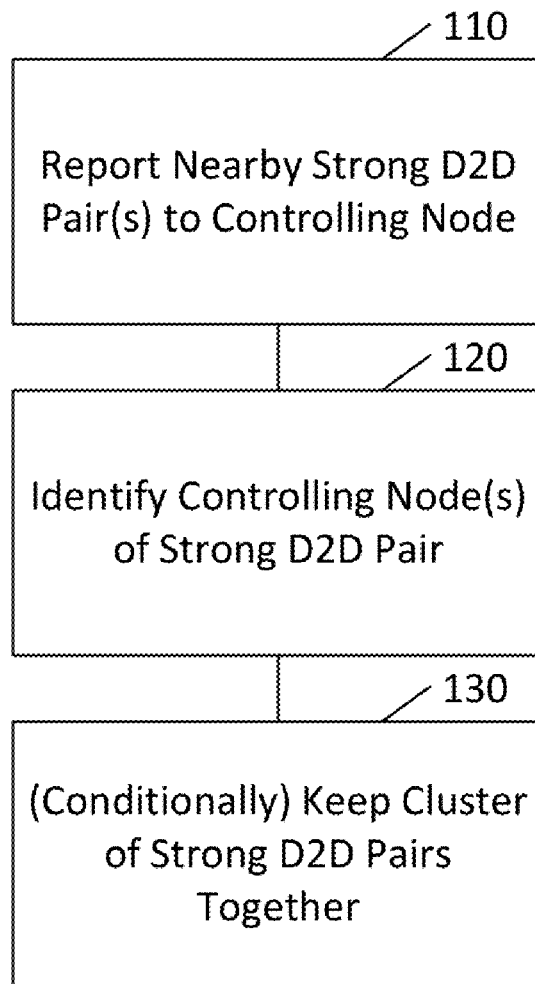 110
Report Nearby Strong D2D
Pair(s) to Controlling Node
120
Identify Controlling Node(s)
of Strong D2D Pair
130
(Conditionally) Keep Cluster
of Strong D2D Pairs
Together